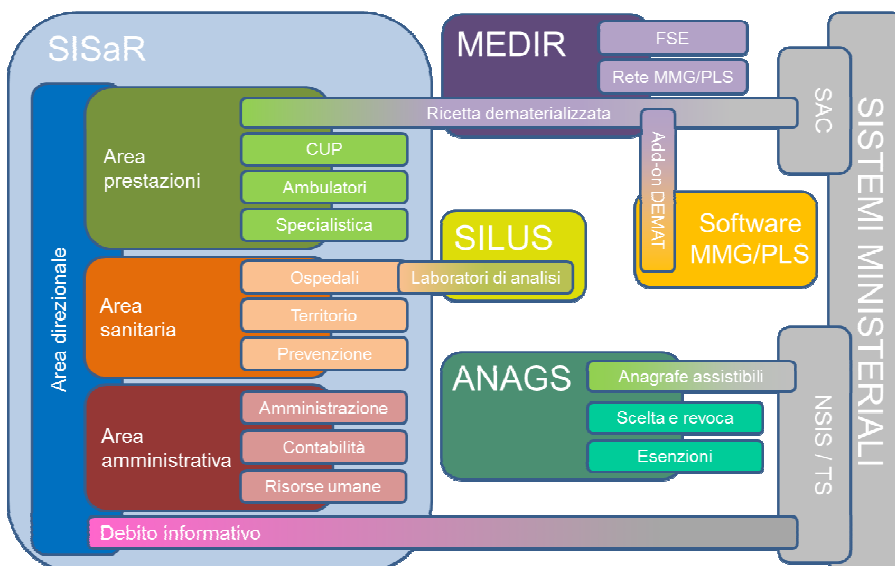 SISaR
Area direzionale
Area
prestazioni
CUP
Ambulatori
Specialistica
Area
sanitaria
Ospedali
Territorio
Prevenzione
Area
amministrativa
Amministrazione
Contabilità
Risorse umane
Debito informativo
MEDIR
FSE
Rete MMG/PLS
Ricetta dematerializzata
Add-on DEMAT
SILUS
Laboratori di analisi
Software
MMG/PLS
ANAGS
Anagrafe assistibili
Scelta e revoca
Esenzioni
SAC
NSIS / TS
SISTEMI MINISTERIALI